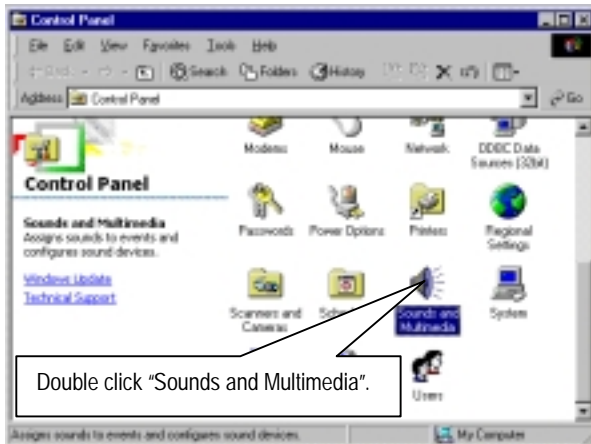 Control Panel
File Edit View Favorites Tools Help
Back Search Folders History
Address Control Panel Go
Modems Mouse Network ODBC Data
Sources (32bit)
Control Panel
Sounds and Multimedia
Assigns sounds to events and
configures sound devices.
Windows Update
Technical Support
Passwords Power Options Printers Regional
Settings
Scanners and
Cameras
Sounds and
Multimedia
System
Double click “Sounds and Multimedia”.
Users
Assigns sounds to events and configures sound devices. My Computer